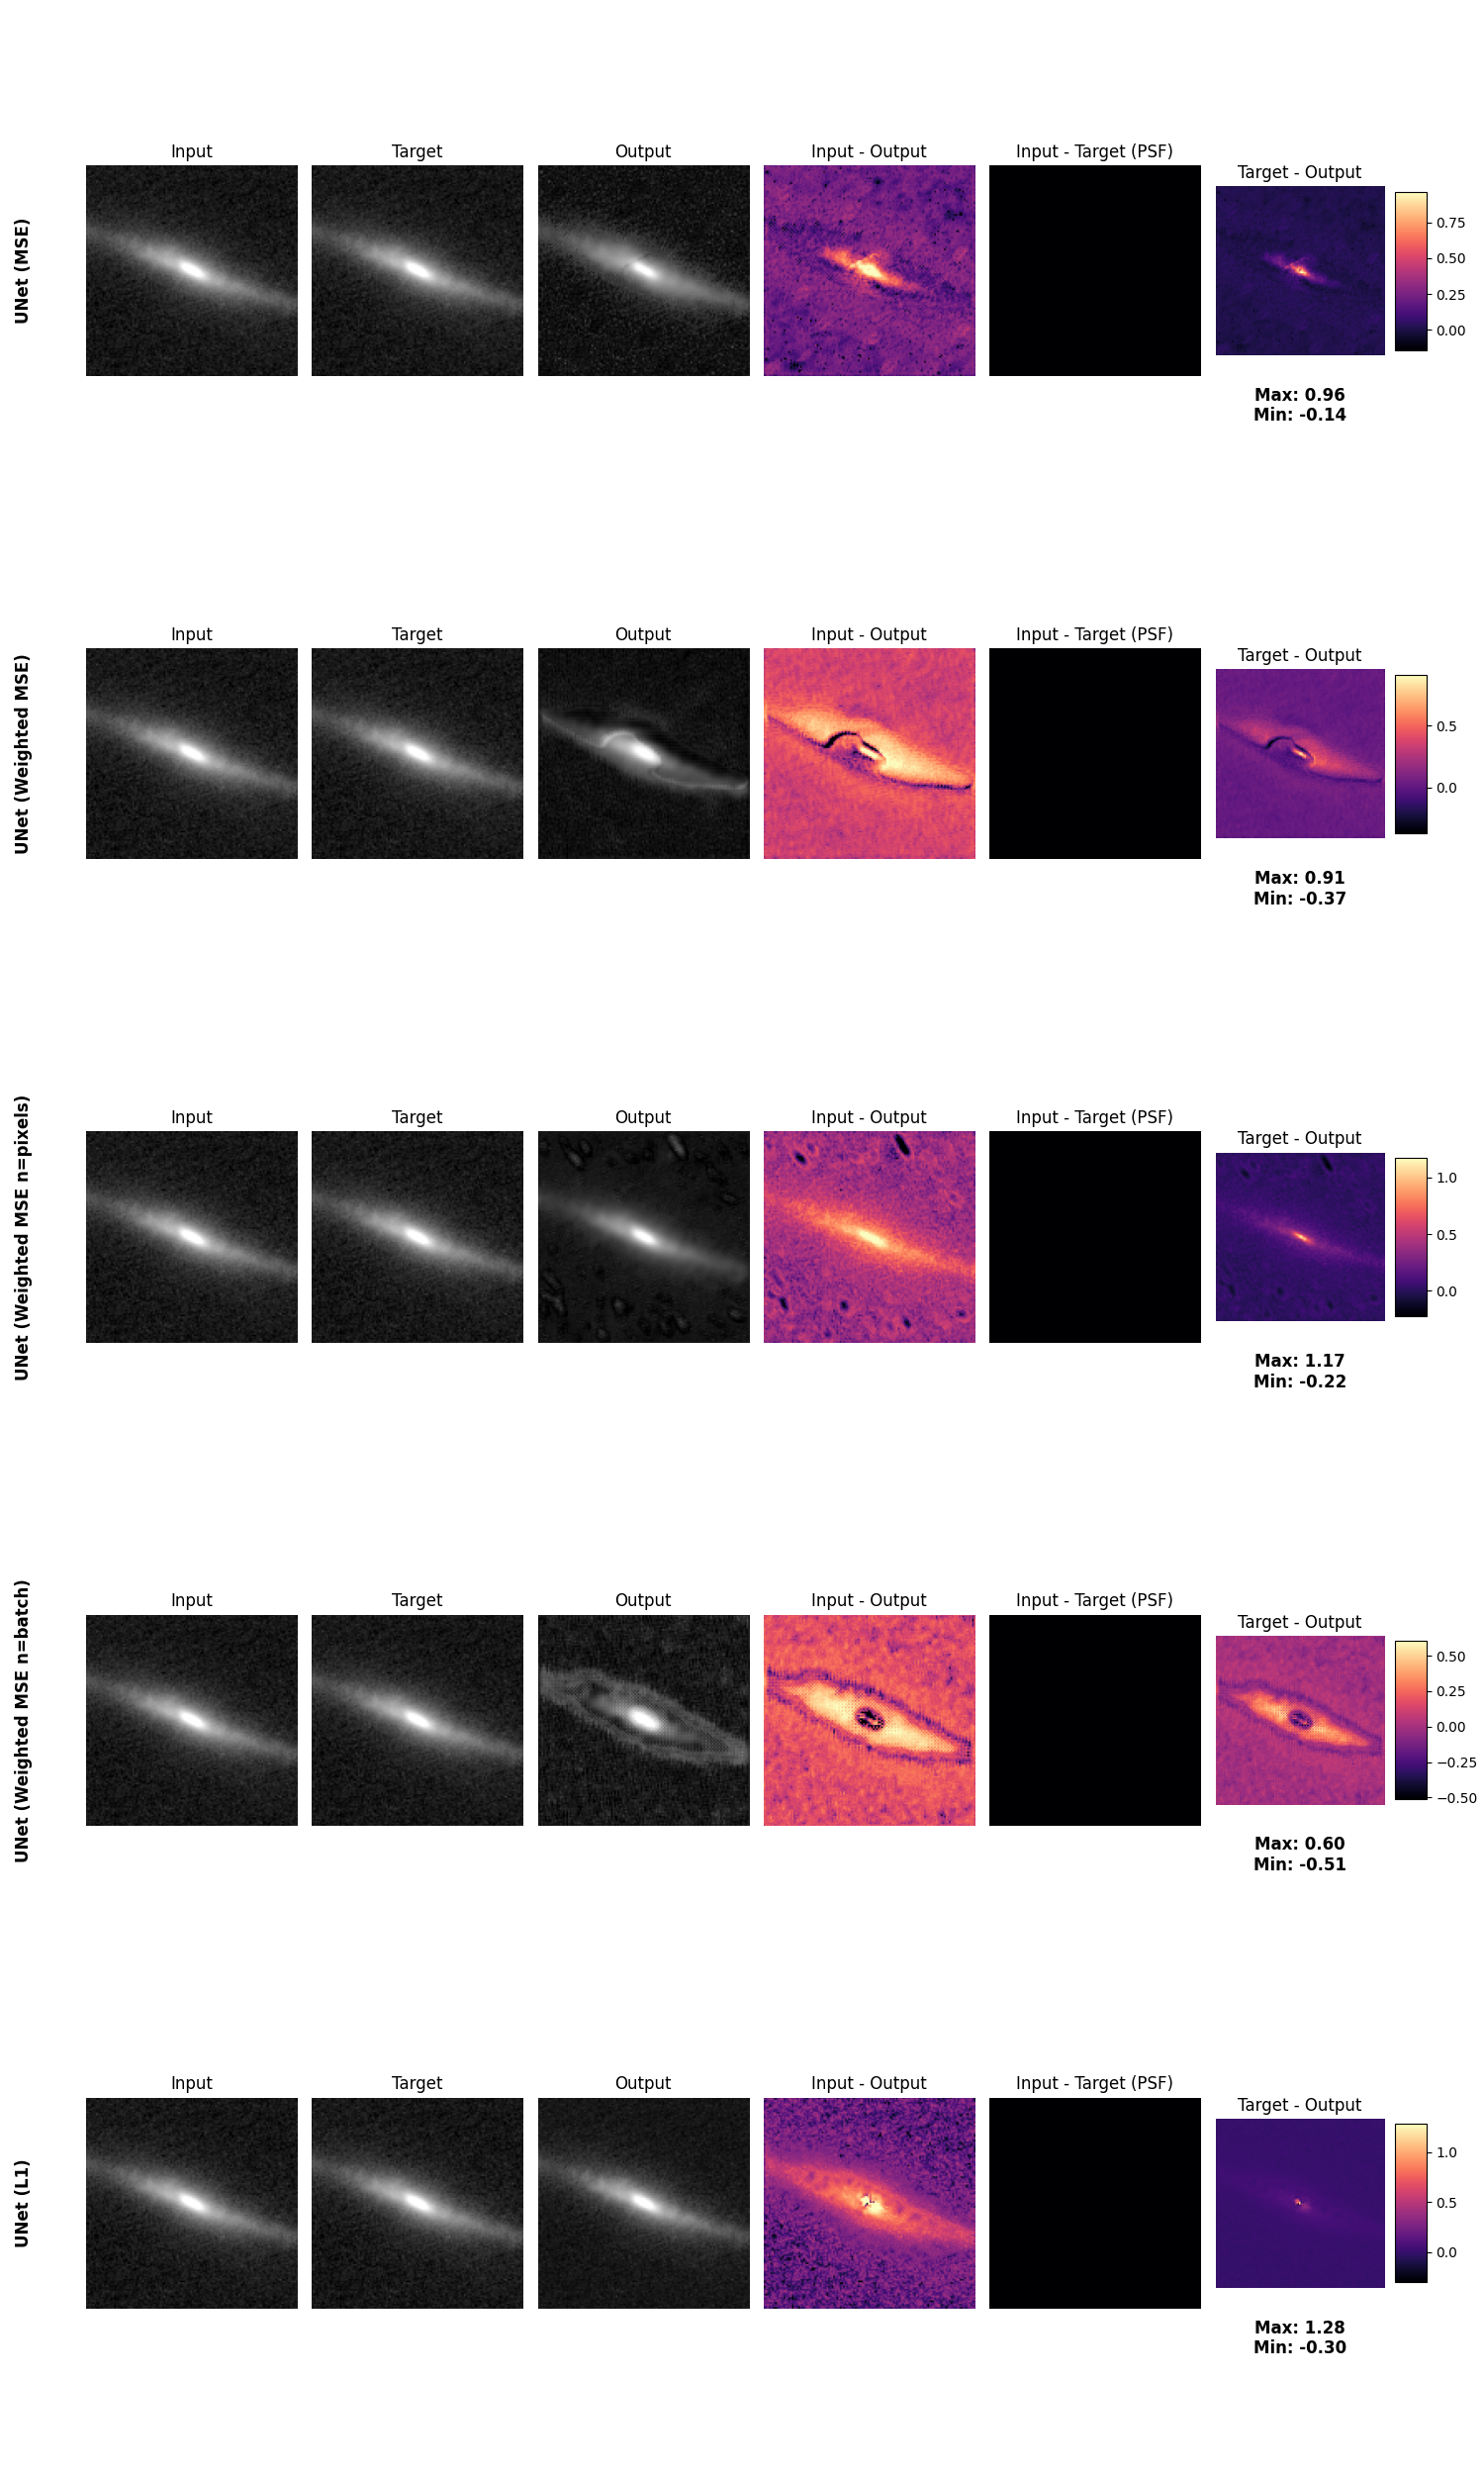 UNet (MSE)
Input
Target
Output
Input - Output
Input - Target (PSF)
Target - Output
0.75
0.50
0.25
0.00
Max: 0.96
Min: -0.14
UNet (Weighted MSE)
Input
Target
Output
Input - Output
Input - Target (PSF)
Target - Output
0.5
0.0
Max: 0.91
Min: -0.37
UNet (Weighted MSE n=pixels)
Input
Target
Output
Input - Output
Input - Target (PSF)
Target - Output
1.0
0.5
0.0
Max: 1.17
Min: -0.22
UNet (Weighted MSE n=batch)
Input
Target
Output
Input - Output
Input - Target (PSF)
Target - Output
0.50
0.25
0.00
−0.25
−0.50
Max: 0.60
Min: -0.51
UNet (L1)
Input
Target
Output
Input - Output
Input - Target (PSF)
Target - Output
1.0
0.5
0.0
Max: 1.28
Min: -0.30